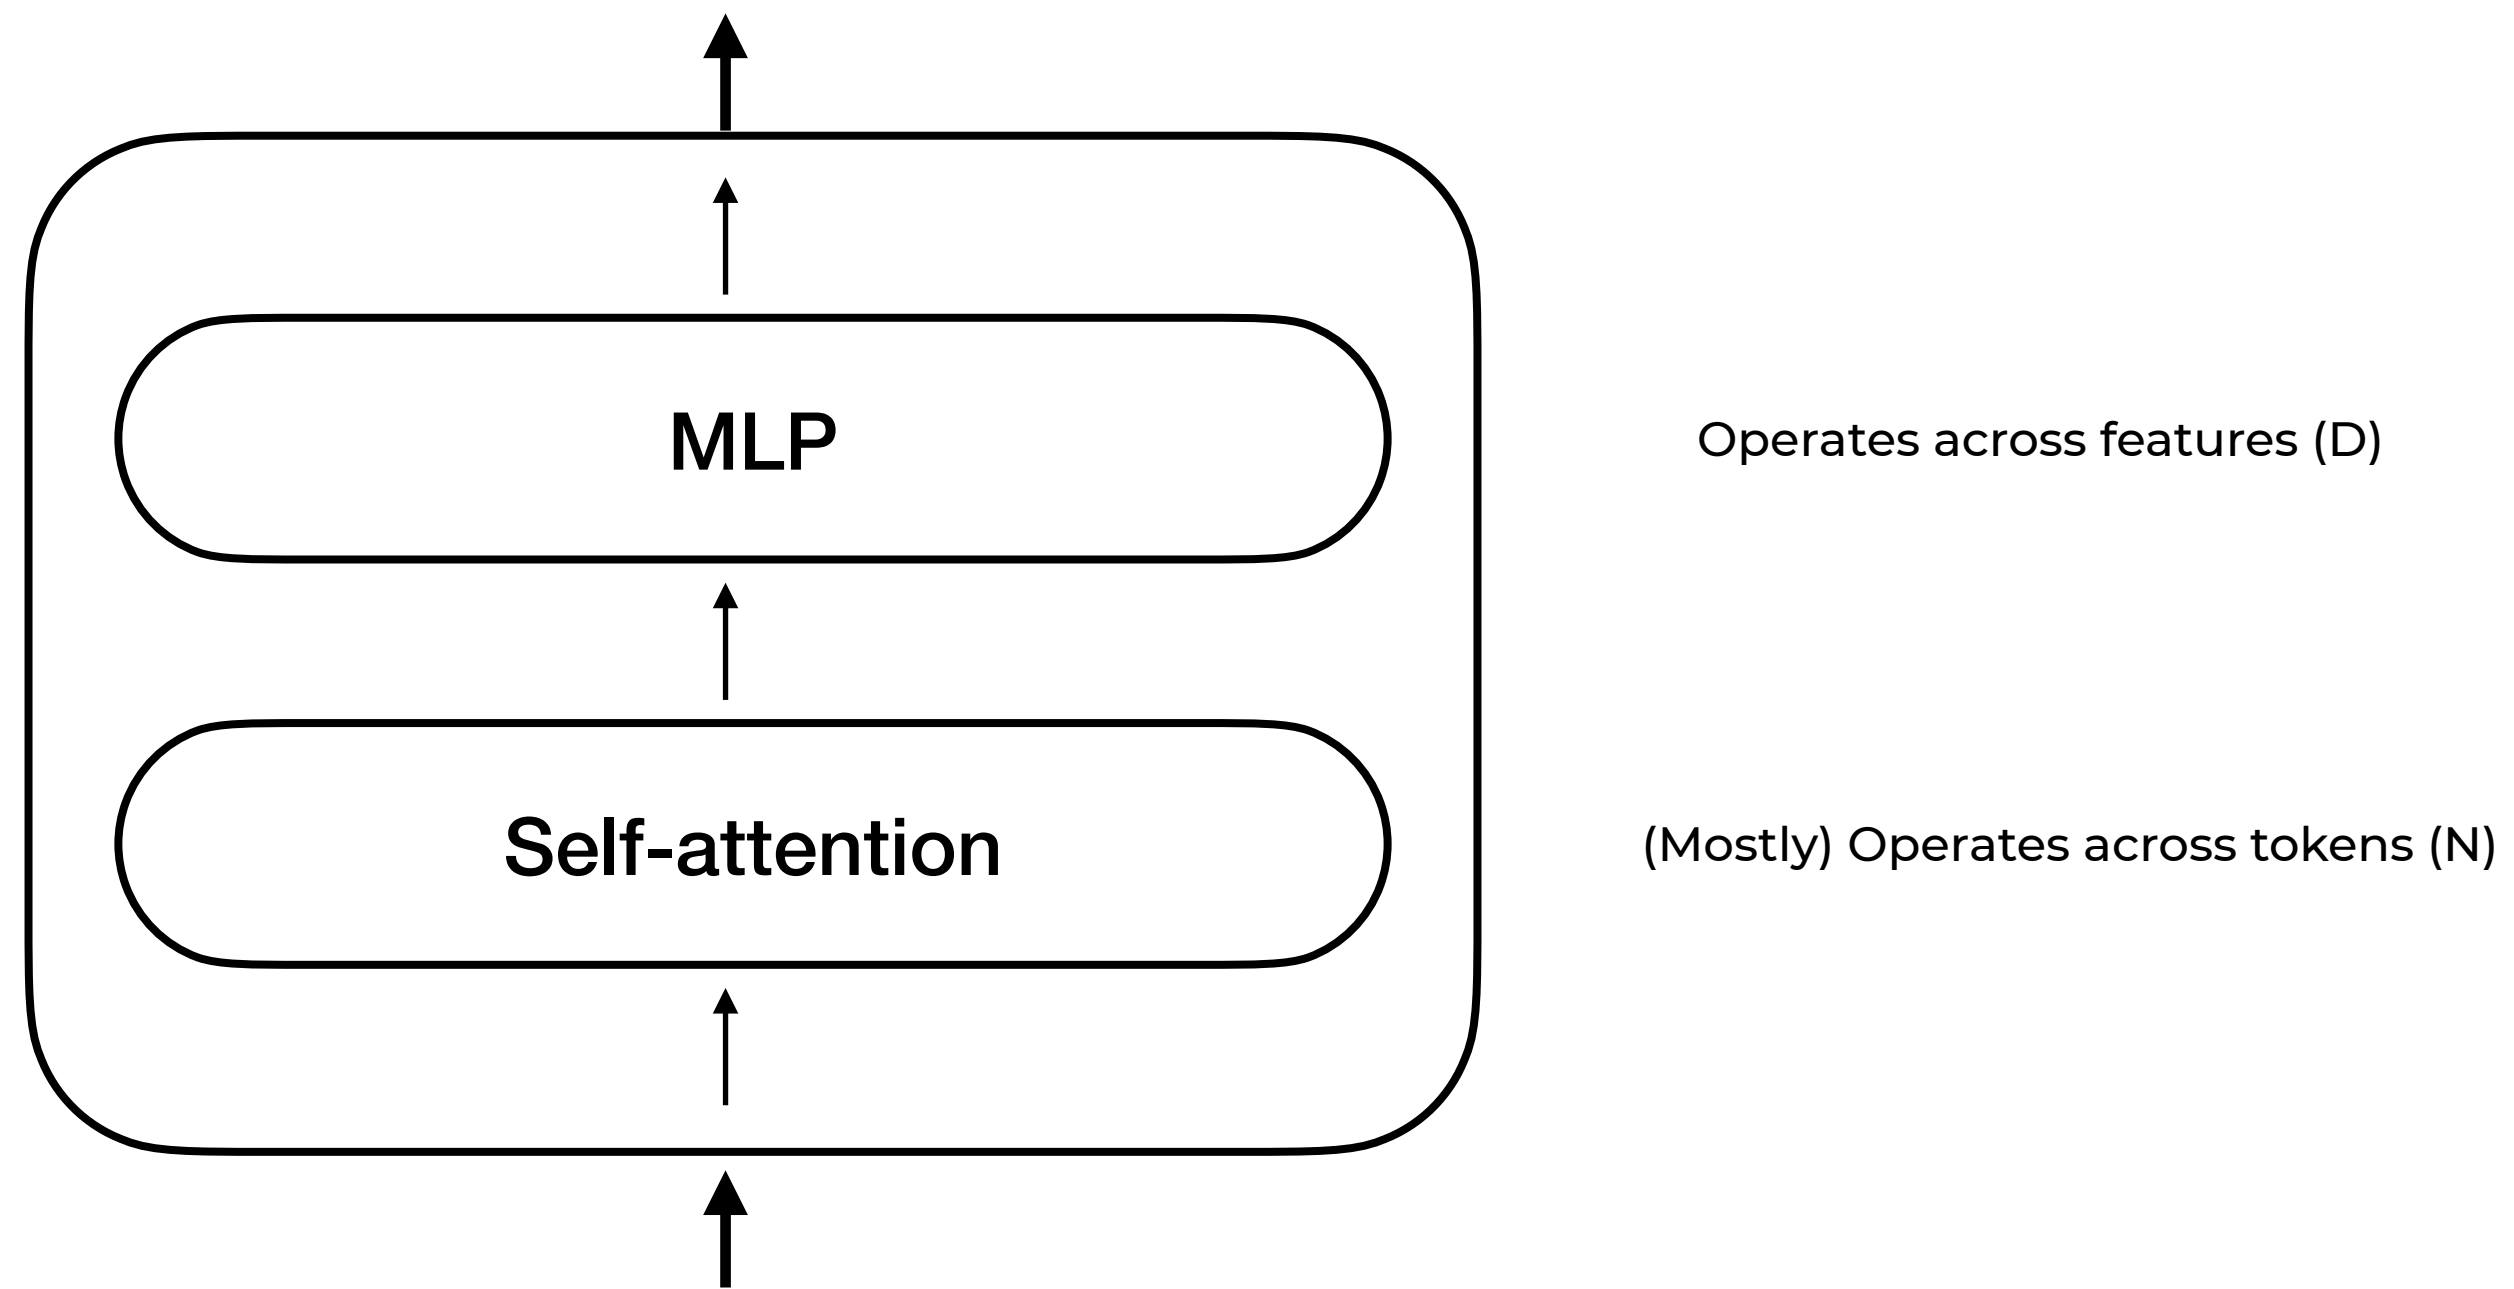 MLP
Operates across features (D)
Self-attention
(Mostly) Operates across tokens (N)